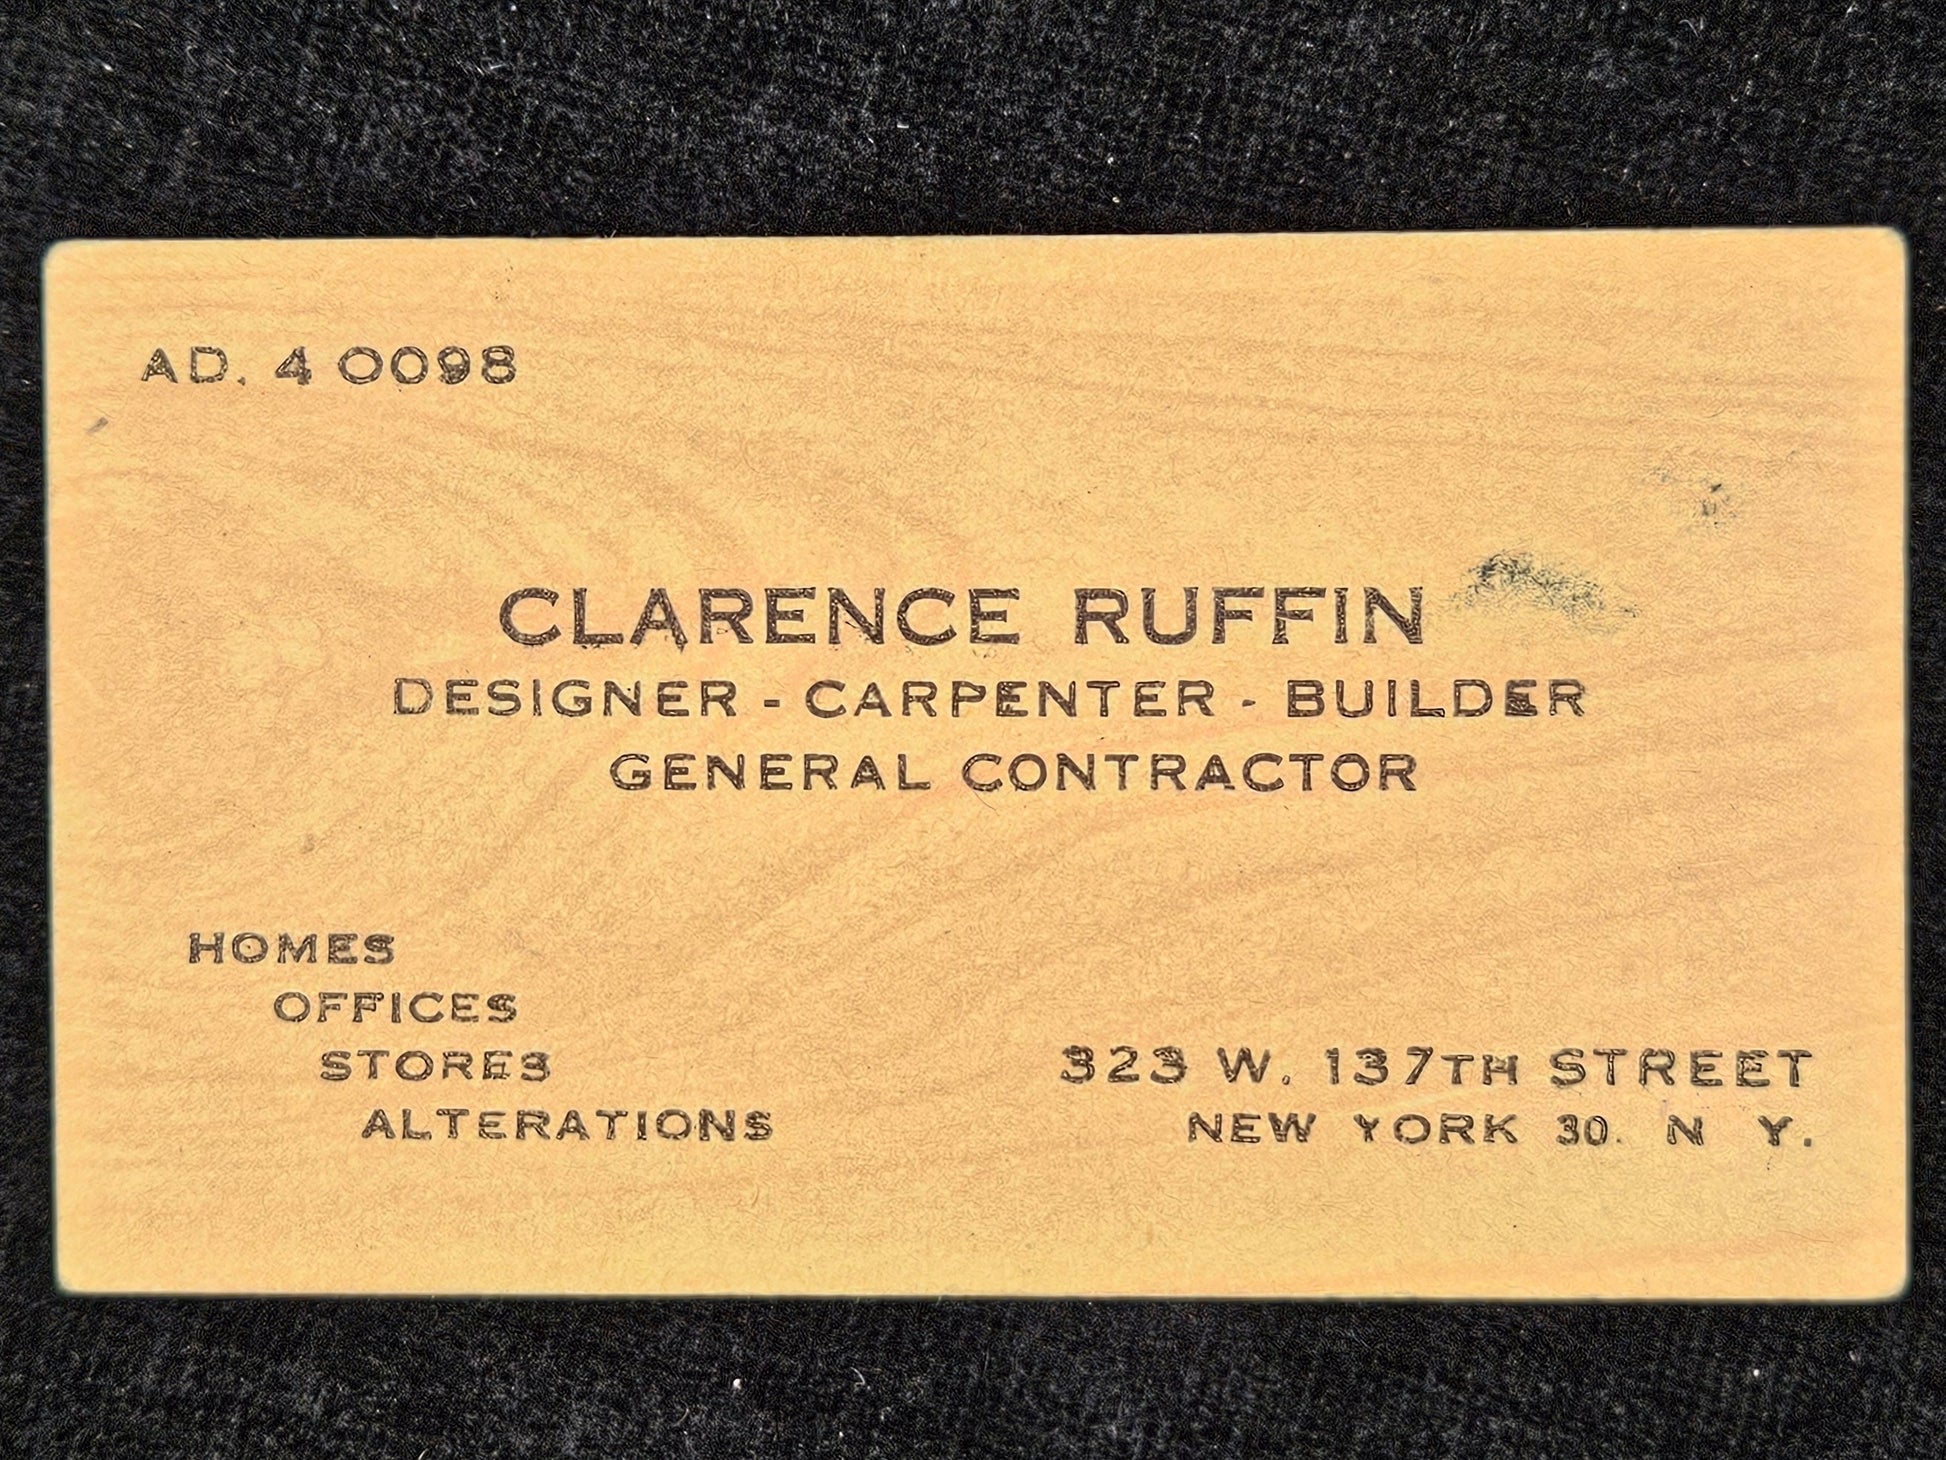 AD. 4 0098
CLARENCE RUFFIN
DESIGNER - CARPENTER - BUILDER
GENERAL CONTRACTOR
HOMES
OFFICES
STORES
ALTERATIONS
323 W. 137TH STREET
NEW YORK 30. N Y.